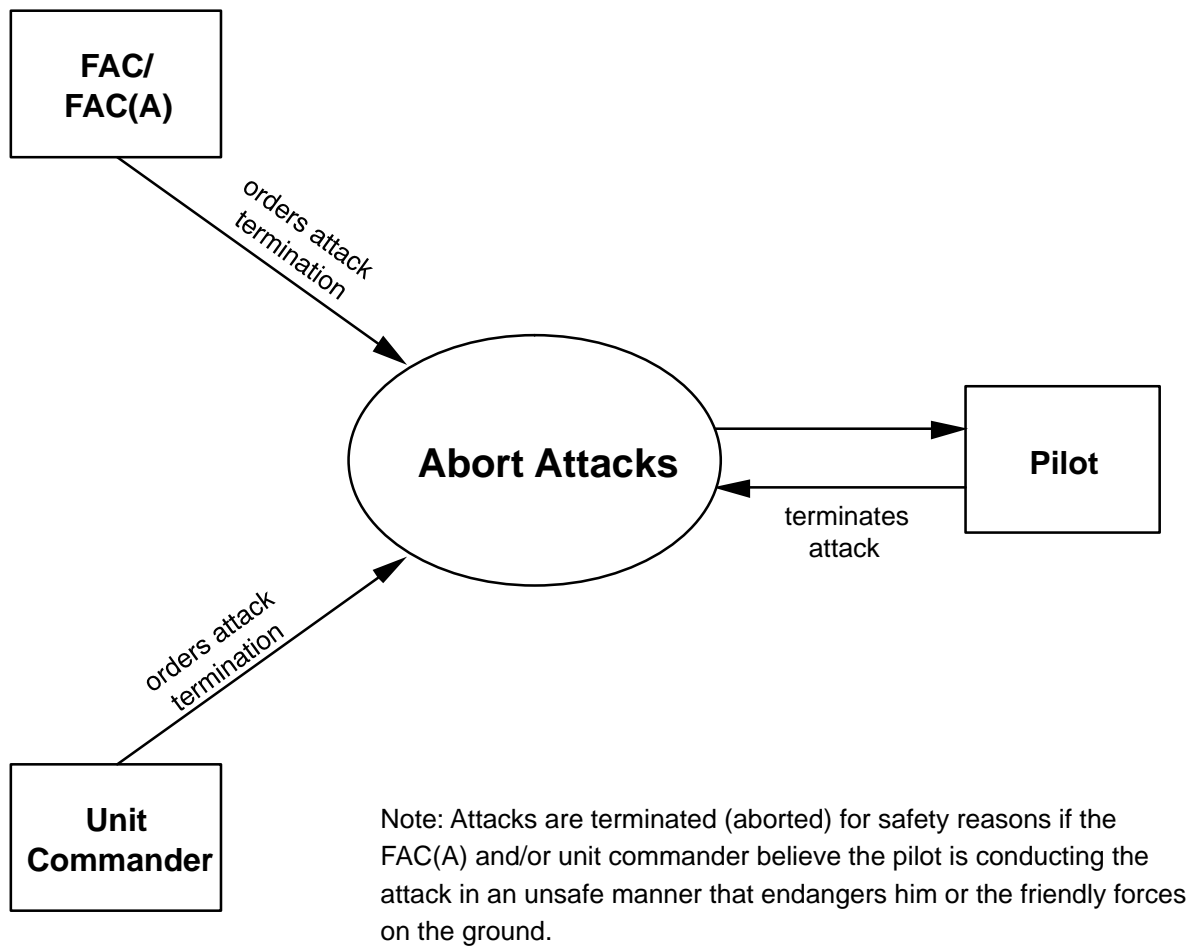 FAC/
FAC(A)
orders attack
termination
Abort Attacks
Pilot
terminates
attack
orders attack
termination
Unit
Commander
Note: Attacks are terminated (aborted) for safety reasons if the
FAC(A) and/or unit commander believe the pilot is conducting the
attack in an unsafe manner that endangers him or the friendly forces
on the ground.